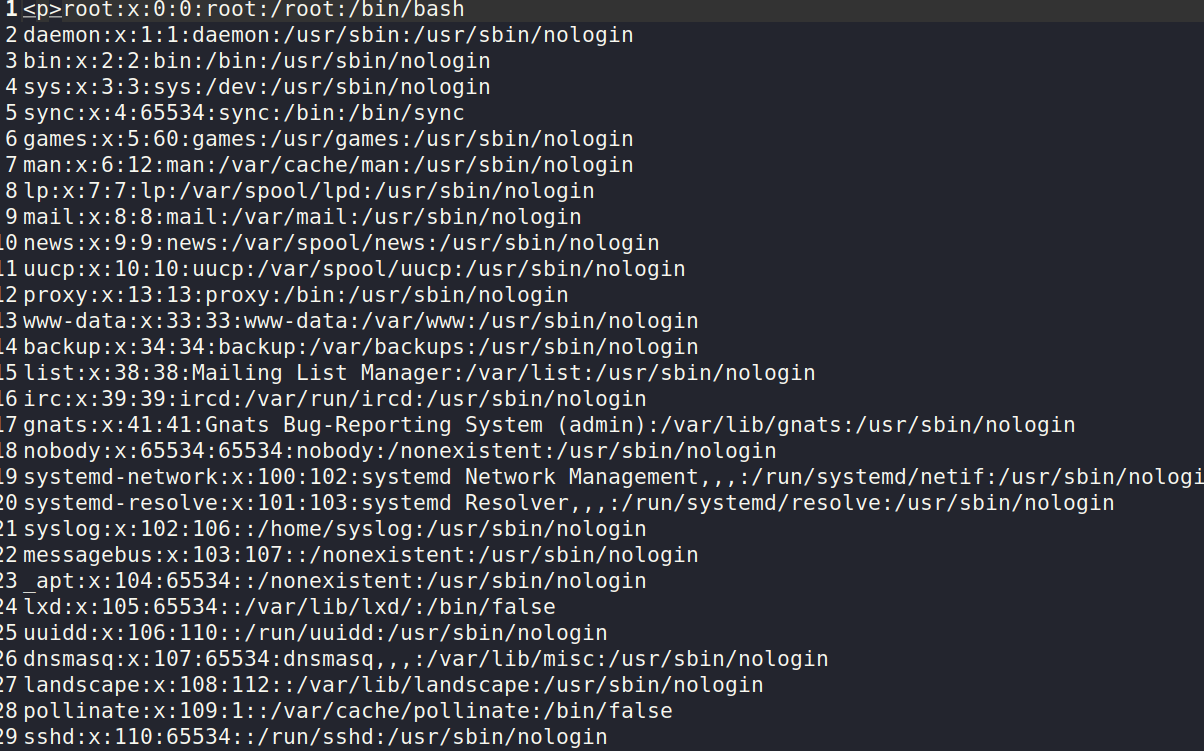 1 <p>root:x:0:0:root:/root:/bin/bash
2 daemon:x:1:1:daemon:/usr/sbin:/usr/sbin/nologin
3 bin:x:2:2:bin:/bin:/usr/sbin/nologin
4 sys:x:3:3:sys:/dev:/usr/sbin/nologin
5 sync:x:4:65534:sync:/bin:/bin/sync
6 games:x:5:60:games:/usr/games:/usr/sbin/nologin
7 man:x:6:12:man:/var/cache/man:/usr/sbin/nologin
8 lp:x:7:7:lp:/var/spool/lpd:/usr/sbin/nologin
9 mail:x:8:8:mail:/var/mail:/usr/sbin/nologin
10 news:x:9:9:news:/var/spool/news:/usr/sbin/nologin
11 uucp:x:10:10:uucp:/var/spool/uucp:/usr/sbin/nologin
12 proxy:x:13:13:proxy:/bin:/usr/sbin/nologin
13 www-data:x:33:33:www-data:/var/www:/usr/sbin/nologin
14 backup:x:34:34:backup:/var/backups:/usr/sbin/nologin
15 list:x:38:38:Mailing List Manager:/var/list:/usr/sbin/nologin
16 irc:x:39:39:ircd:/var/run/ircd:/usr/sbin/nologin
17 gnats:x:41:41:Gnats Bug-Reporting System (admin):/var/lib/gnats:/usr/sbin/nologin
18 nobody:x:65534:65534:nobody:/nonexistent:/usr/sbin/nologin
19 systemd-network:x:100:102:systemd Network Management,,,:/run/systemd/netif:/usr/sbin/nologi
20 systemd-resolve:x:101:103:systemd Resolver,,,:/run/systemd/resolve:/usr/sbin/nologin
21 syslog:x:102:106::/home/syslog:/usr/sbin/nologin
22 messagebus:x:103:107::/nonexistent:/usr/sbin/nologin
23 _apt:x:104:65534::/nonexistent:/usr/sbin/nologin
24 lxd:x:105:65534::/var/lib/lxd/:/bin/false
25 uuidd:x:106:110::/run/uuidd:/usr/sbin/nologin
26 dnsmasq:x:107:65534:dnsmasq,,,:/var/lib/misc:/usr/sbin/nologin
27 landscape:x:108:112::/var/lib/landscape:/usr/sbin/nologin
28 pollinate:x:109:1::/var/cache/pollinate:/bin/false
29 sshd:x:110:65534::/run/sshd:/usr/sbin/nologin